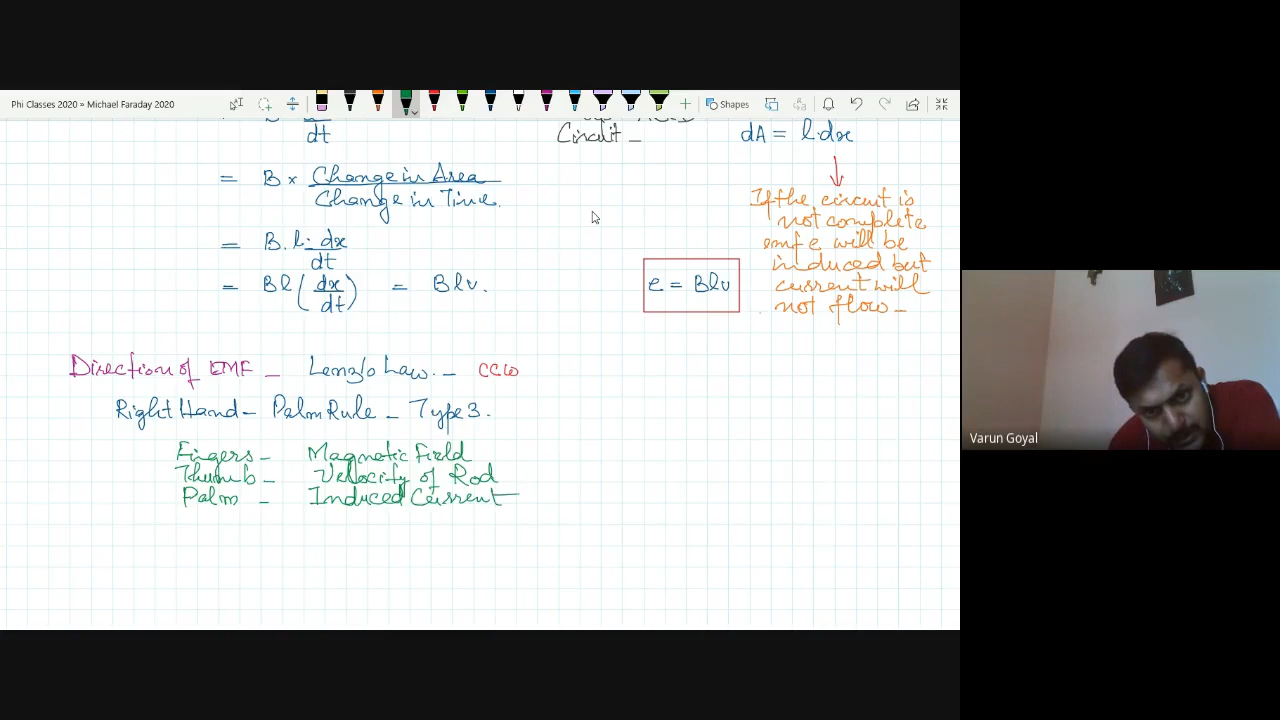 Phi Classes 2020 » Michael Faraday 2020
Shapes
dt
Circuit _
dA = l.dx
= B × Change in Area
Change in Time.
If the circuit is
not complete
emf e will be
induced but
current will
not flow _
= B. l. dx
dt
= Bl (dx/dt) = Blv.
e = Blv
Direction of EMF _ Lenz's Law. _ CCW
Right Hand _ Palm Rule _ Type 3.
Fingers _ Magnetic Field
Thumb _ Velocity of Rod
Palm _ Induced Current
Varun Goyal